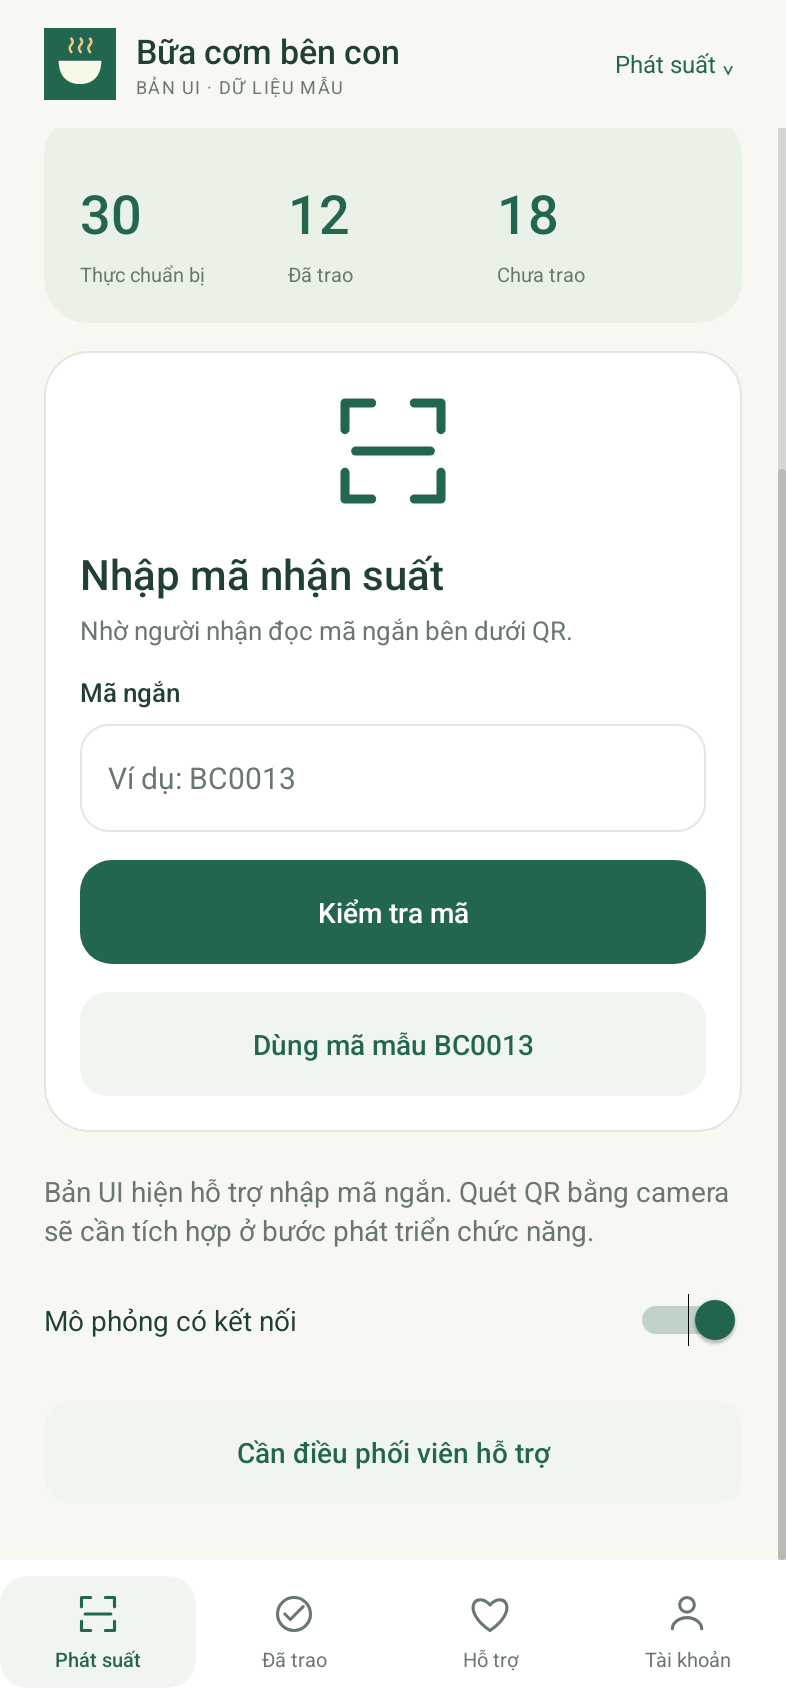 Bữa cơm bên con
BẢN UI · DỮ LIỆU MẪU
Phát suất
30
12
18
Thực chuẩn bị
Đã trao
Chưa trao
Nhập mã nhận suất
Nhờ người nhận đọc mã ngắn bên dưới QR.
Mã ngắn
Ví dụ: BC0013
Kiểm tra mã
Dùng mã mẫu BC0013
Bản UI hiện hỗ trợ nhập mã ngắn. Quét QR bằng camera
sẽ cần tích hợp ở bước phát triển chức năng.
Mô phỏng có kết nối
Cần điều phối viên hỗ trợ
Phát suất
Đã trao
Hỗ trợ
Tài khoản